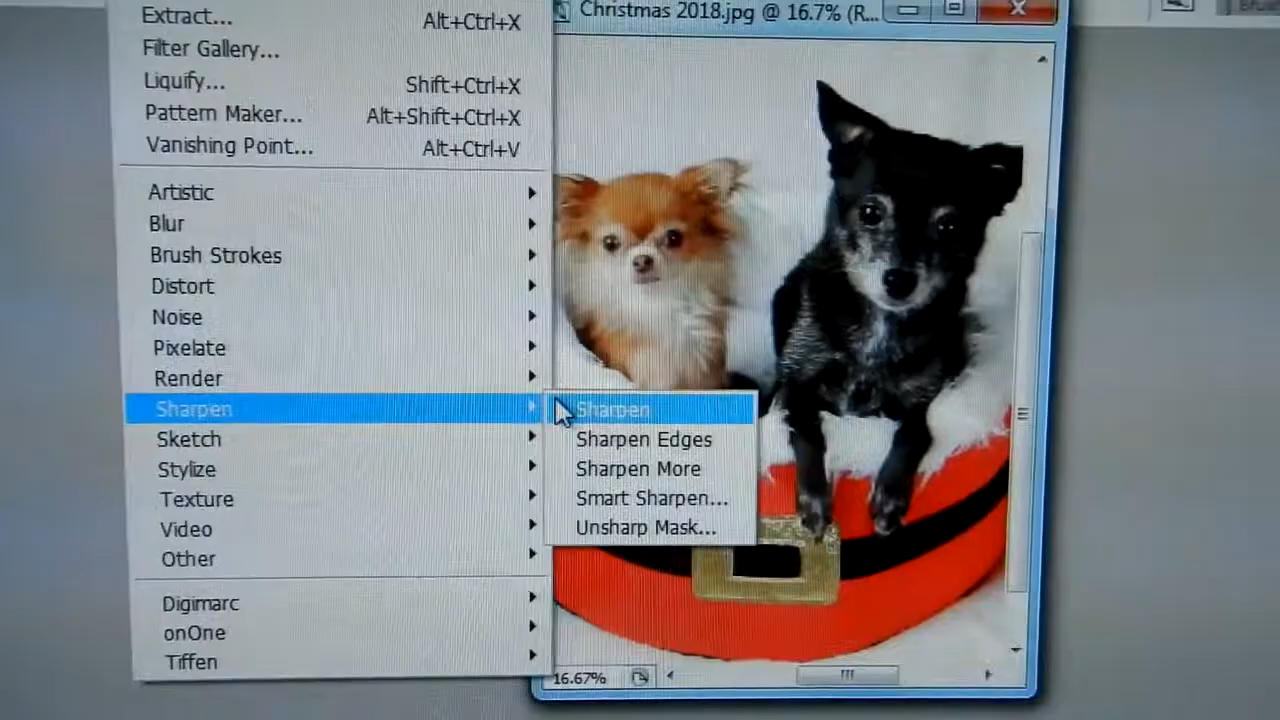 Extract... Alt+Ctrl+X
Filter Gallery...
Liquify... Shift+Ctrl+X
Pattern Maker... Alt+Shift+Ctrl+X
Vanishing Point... Alt+Ctrl+V
Artistic
Blur
Brush Strokes
Distort
Noise
Pixelate
Render
Sharpen
Sketch
Stylize
Texture
Video
Other
Digimarc
onOne
Tiffen
Sharpen
Sharpen Edges
Sharpen More
Smart Sharpen...
Unsharp Mask...
Christmas 2018.jpg @ 16.7% (R...
16.67%